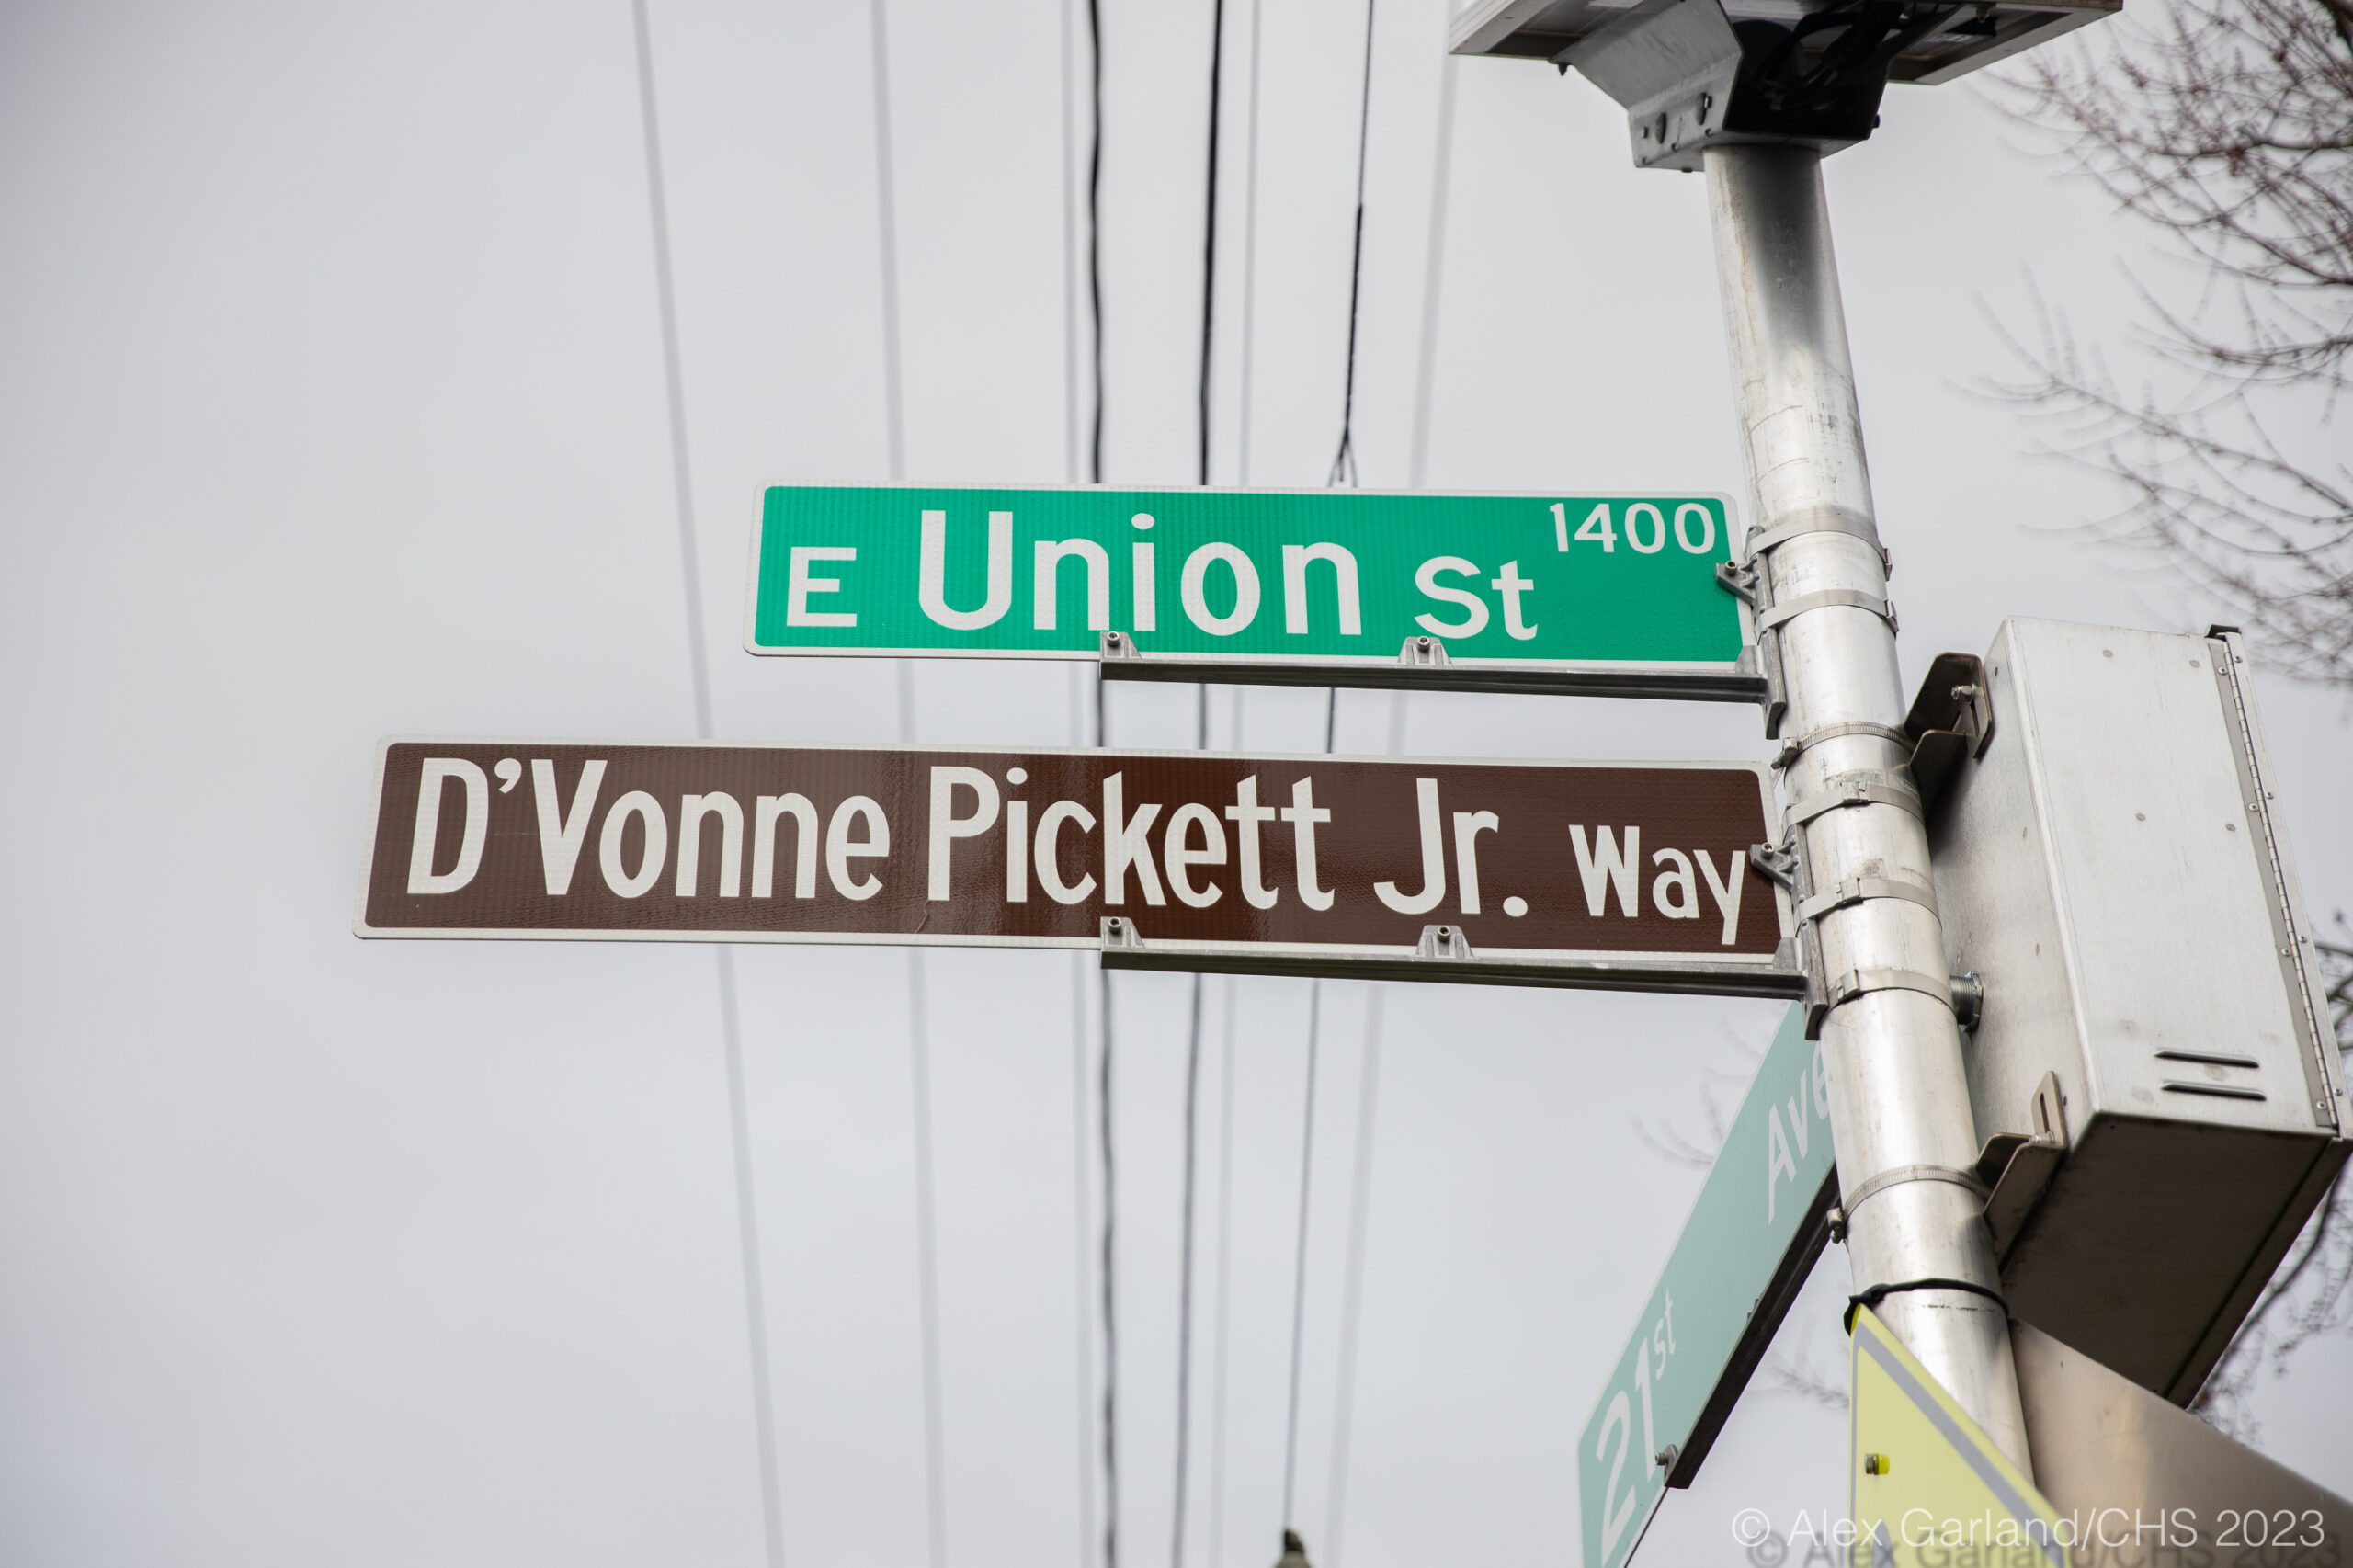 E Union St 1400
D'Vonne Pickett Jr. Way
21st Ave
© Alex Garland/CHS 2023